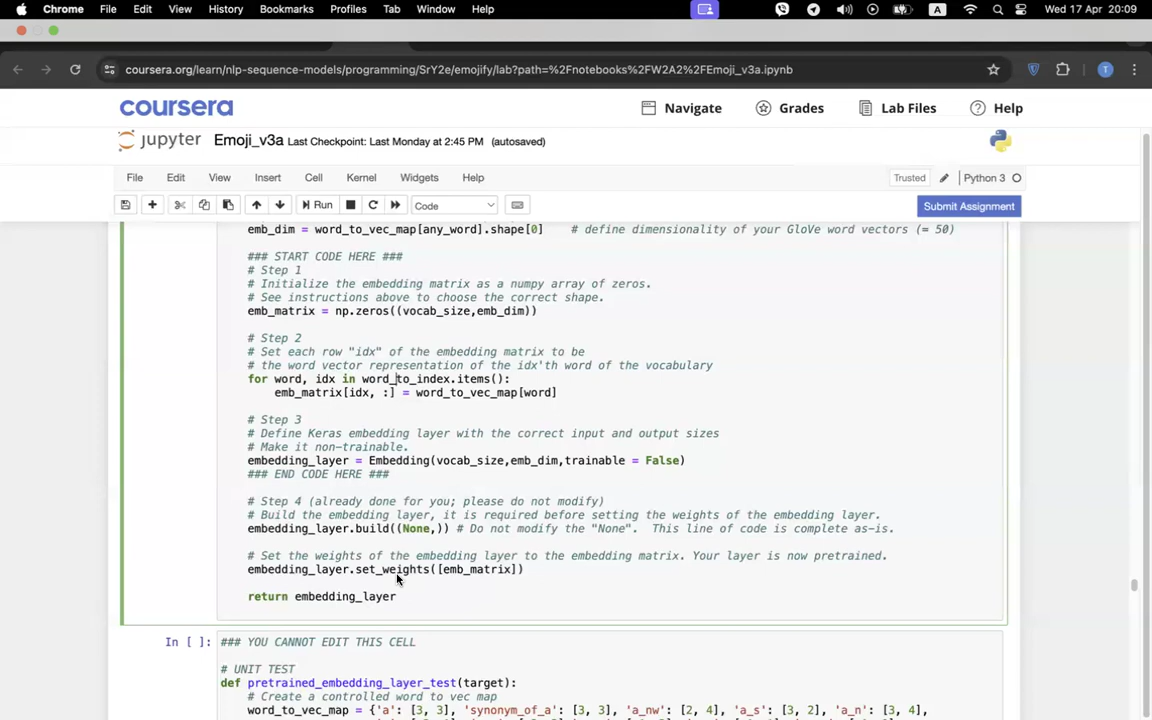 Chrome File Edit View History Bookmarks Profiles Tab Window Help A Wed 17 Apr 20:09
coursera.org/learn/nlp-sequence-models/programming/SrY2e/emojify/lab?path=%2Fnotebooks%2FW2A2%2FEmoji_v3a.ipynb T
coursera Navigate Grades Lab Files Help
jupyter Emoji_v3a Last Checkpoint: Last Monday at 2:45 PM (autosaved)
File Edit View Insert Cell Kernel Widgets Help Trusted Python 3
Run Code Submit Assignment
emb_dim = word_to_vec_map[any_word].shape[0] # define dimensionality of your GloVe word vectors (= 50)
### START CODE HERE ###
# Step 1
# Initialize the embedding matrix as a numpy array of zeros.
# See instructions above to choose the correct shape.
emb_matrix = np.zeros((vocab_size,emb_dim))
# Step 2
# Set each row "idx" of the embedding matrix to be
# the word vector representation of the idx'th word of the vocabulary
for word, idx in word_to_index.items():
emb_matrix[idx, :] = word_to_vec_map[word]
# Step 3
# Define Keras embedding layer with the correct input and output sizes
# Make it non-trainable.
embedding_layer = Embedding(vocab_size,emb_dim,trainable = False)
### END CODE HERE ###
# Step 4 (already done for you; please do not modify)
# Build the embedding layer, it is required before setting the weights of the embedding layer.
embedding_layer.build((None,)) # Do not modify the "None". This line of code is complete as-is.
# Set the weights of the embedding layer to the embedding matrix. Your layer is now pretrained.
embedding_layer.set_weights([emb_matrix])
return embedding_layer
In [ ]: ### YOU CANNOT EDIT THIS CELL
# UNIT TEST
def pretrained_embedding_layer_test(target):
# Create a controlled word to vec map
word_to_vec_map = {'a': [3, 3], 'synonym_of_a': [3, 3], 'a_nw': [2, 4], 'a_s': [3, 2], 'a_n': [3, 4],